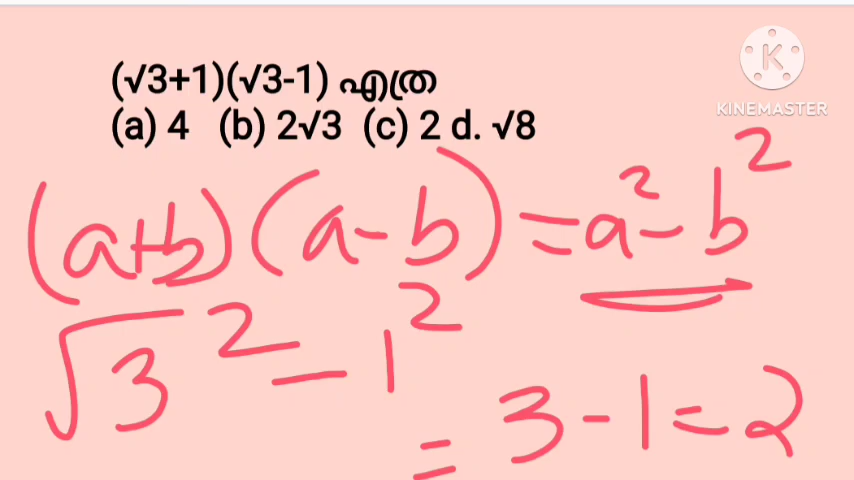 (√3+1)(√3-1) എത്ര
(a) 4 (b) 2√3 (c) 2 d. √8
KINEMASTER
(a+b)(a-b)=a²-b²
√3²-1²
=3-1=2